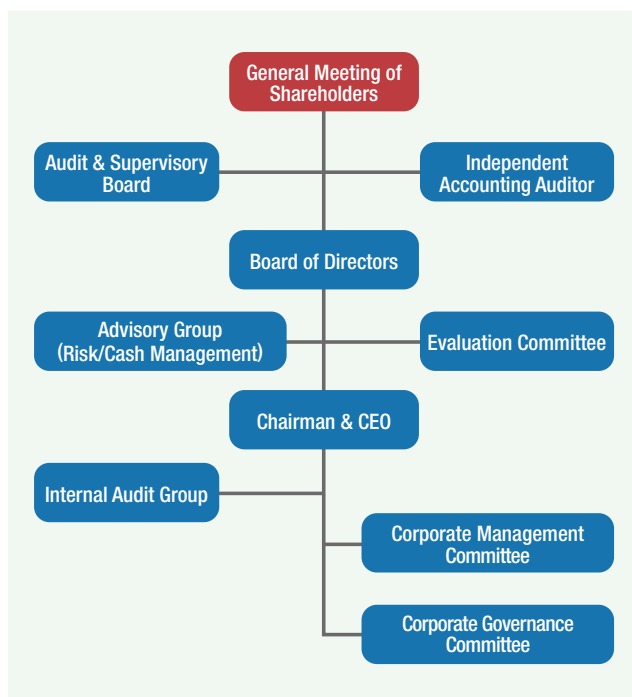 General Meeting of
Shareholders
Audit & Supervisory
Board
Independent
Accounting Auditor
Board of Directors
Advisory Group
(Risk/Cash Management)
Evaluation Committee
Chairman & CEO
Internal Audit Group
Corporate Management
Committee
Corporate Governance
Committee